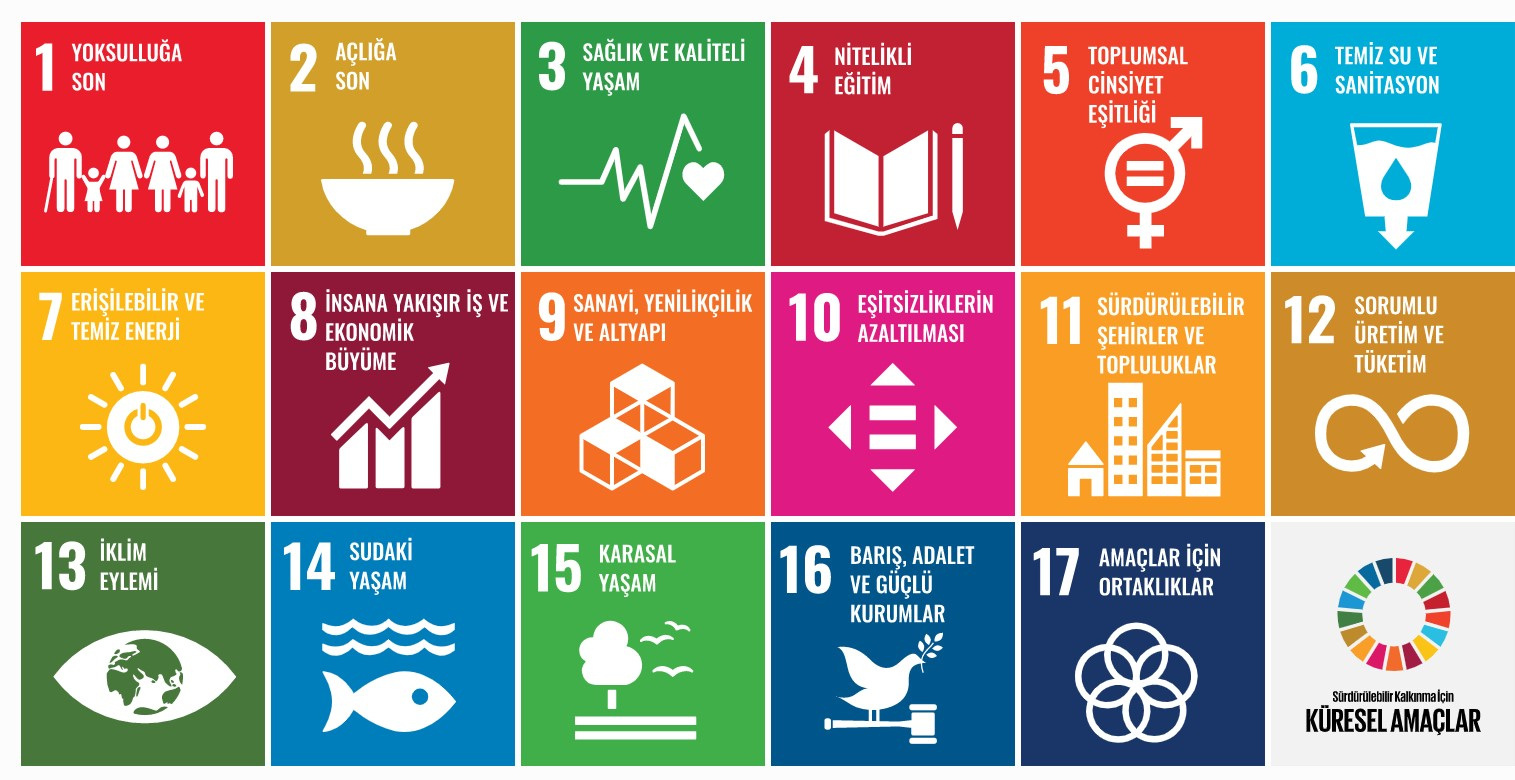 1 YOKSULLUĞA
SON
2 AÇLIĞA
SON
3 SAĞLIK VE KALİTELİ
YAŞAM
4 NİTELİKLİ
EĞİTİM
5 TOPLUMSAL
CİNSİYET
EŞİTLİĞİ
6 TEMİZ SU VE
SANİTASYON
7 ERİŞİLEBİLİR VE
TEMİZ ENERJİ
8 İNSANA YAKIŞIR İŞ VE
EKONOMİK
BÜYÜME
9 SANAYİ, YENİLİKÇİLİK
VE ALTYAPI
10 EŞİTSİZLİKLERİN
AZALTILMASI
11 SÜRDÜRÜLEBİLİR
ŞEHİRLER VE
TOPLULUKLAR
12 SORUMLU
ÜRETİM VE
TÜKETİM
13 İKLİM
EYLEMİ
14 SUDAKİ
YAŞAM
15 KARASAL
YAŞAM
16 BARIŞ, ADALET
VE GÜÇLÜ
KURUMLAR
17 AMAÇLAR İÇİN
ORTAKLIKLAR
Sürdürülebilir Kalkınma İçin
KÜRESEL AMAÇLAR